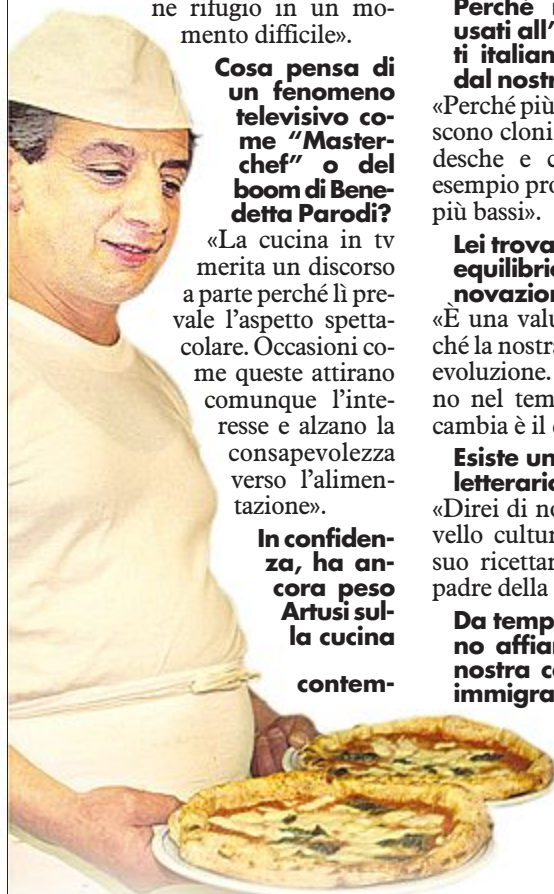 ne rifugio in un mo-
mento difficile».
Cosa pensa di
un fenomeno
televisivo co-
me “Master-
chef” o del
boom di Bene-
detta Parodi?
«La cucina in tv
merita un discorso
a parte perché lì pre-
vale l’aspetto spetta-
colare. Occasioni co-
me queste attirano
comunque l’inte-
resse e alzano la
consapevolezza
verso l’alimen-
tazione».
In confiden-
za, ha an-
cora peso
Artusi sul-
la cucina
contem-
Perché
usati all’
ti italian
dal nostr
«Perché più
scono cloni
desche e
esempio pro
più bassi».
Lei trova
equilibrio
novazion
«È una valu
ché la nostra
evoluzione.
no nel tem
cambia è il
Esiste un
letterario
«Direi di no
vello cultur
suo ricettar
padre della
Da temp
no affian
nostra c
immigra